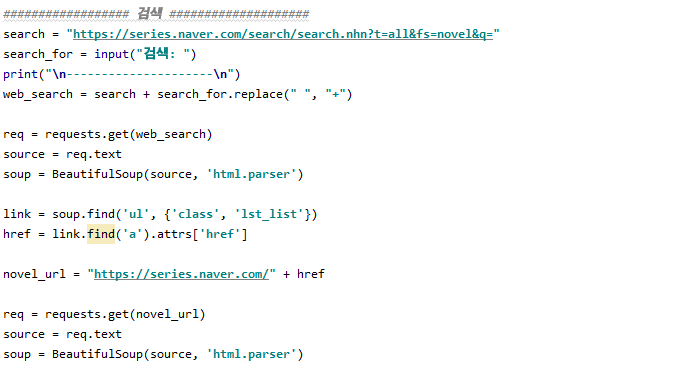 ################## 검색 ####################
search = "https://series.naver.com/search/search.nhn?t=all&fs=novel&q="
search_for = input("검색: ")
print("\n---------------------\n")
web_search = search + search_for.replace(" ", "+")
req = requests.get(web_search)
source = req.text
soup = BeautifulSoup(source, 'html.parser')
link = soup.find('ul', {'class', 'lst_list'})
href = link.find('a').attrs['href']
novel_url = "https://series.naver.com/" + href
req = requests.get(novel_url)
source = req.text
soup = BeautifulSoup(source, 'html.parser')